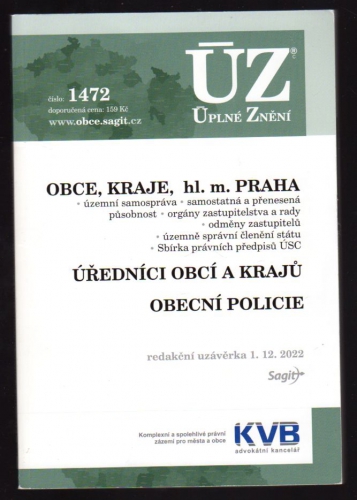 číslo: 1472
doporučená cena: 159 Kč
www.obce.sagit.cz
ÚZ®
ÚPLNÉ ZNĚNÍ
OBCE, KRAJE, hl. m. PRAHA
• územní samospráva • samostatná a přenesená
působnost • orgány zastupitelstva a rady
• odměny zastupitelů
• územně správní členění státu
• Sbírka právních předpisů ÚSC
ÚŘEDNÍCI OBCÍ A KRAJŮ
OBECNÍ POLICIE
redakční uzávěrka 1. 12. 2022
Sagit
Komplexní a spolehlivé právní
zázemí pro města a obce
KVB
advokátní kancelář